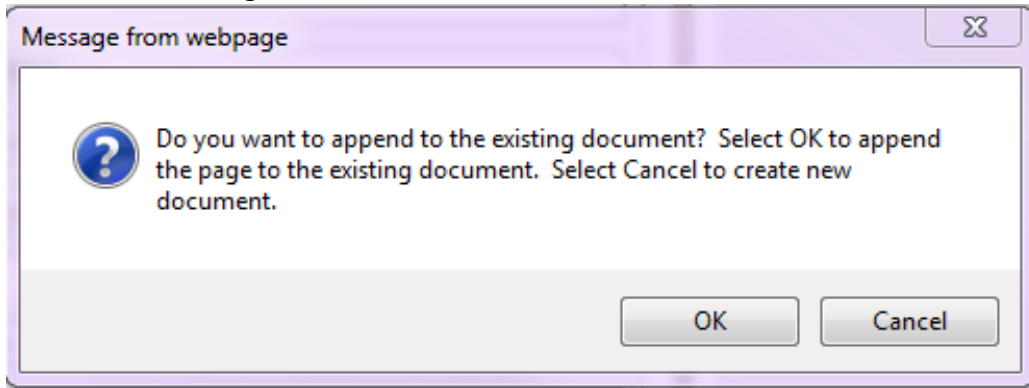 Message from webpage
Do you want to append to the existing document?  Select OK to append
the page to the existing document.  Select Cancel to create new
document.
OK
Cancel